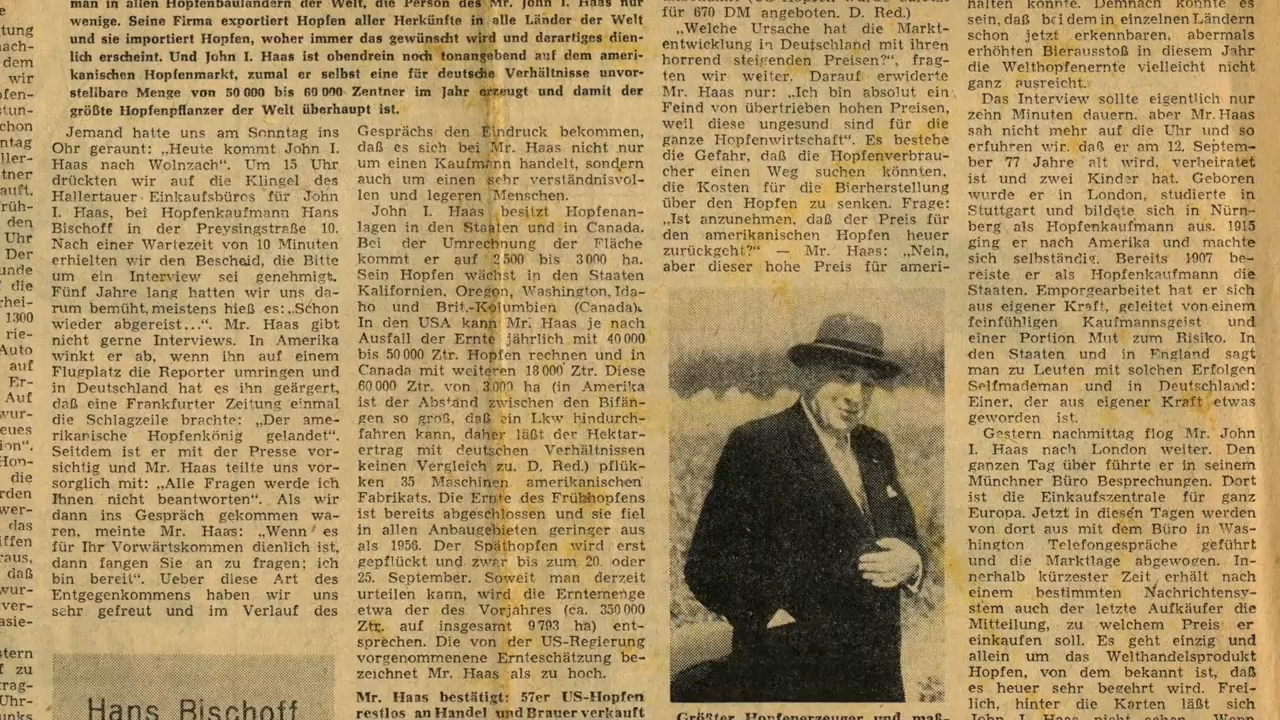 man in allen Hopfenbauländern der Welt, die Person des Mr. John I. Haas nur
wenige. Seine Firma exportiert Hopfen aller Herkünfte in alle Länder der Welt
und sie importiert Hopfen, woher immer das gewünscht wird und derartiges dien-
lich erscheint. Und John I. Haas ist obendrein noch tonangebend auf dem ameri-
kanischen Hopfenmarkt, zumal er selbst eine für deutsche Verhältnisse unvor-
stellbare Menge von 50 000 bis 60 000 Zentner im Jahr erzeugt und damit der
größte Hopfenpflanzer der Welt überhaupt ist.
Jemand hatte uns am Sonntag ins
Ohr geraunt: „Heute kommt John I.
Haas nach Wolnzach“. Um 15 Uhr
drückten wir auf die Klingel des
Hallertauer Einkaufsbüros für John
I. Haas, bei Hopfenkaufmann Hans
Bischoff in der Preysingstraße 10.
Nach einer Wartezeit von 10 Minuten
erhielten wir den Bescheid, die Bitte
um ein Interview sei genehmigt.
Fünf Jahre lang hatten wir uns da-
rum bemüht, meistens hieß es: „Schon
wieder abgereist...“. Mr. Haas gibt
nicht gerne Interviews. In Amerika
winkt er ab, wenn ihn auf einem
Flugplatz die Reporter umringen und
in Deutschland hat es ihn geärgert,
daß eine Frankfurter Zeitung einmal
die Schlagzeile brachte: „Der ame-
rikanische Hopfenkönig gelandet“.
Seitdem ist er mit der Presse vor-
sichtig und Mr. Haas teilte uns vor-
sorglich mit: „Alle Fragen werde ich
Ihnen nicht beantworten“. Als wir
dann ins Gespräch gekommen wa-
ren, meinte Mr. Haas: „Wenn es
für Ihr Vorwärtskommen dienlich ist,
dann fangen Sie an zu fragen; ich
bin bereit“. Ueber diese Art des
Entgegenkommens haben wir uns
sehr gefreut und im Verlauf des
Hans Bischoff
Gesprächs den Eindruck bekommen,
daß es sich bei Mr. Haas nicht nur
um einen Kaufmann handelt, sondern
auch um einen sehr verständnisvol-
len und legeren Menschen.
John I. Haas besitzt Hopfenan-
lagen in den Staaten und in Canada.
Bei der Umrechnung der Fläche
kommt er auf 2 500 bis 3 000 ha.
Sein Hopfen wächst in den Staaten
Kalifornien, Oregon, Washington, Ida-
ho und Brit.-Kolumbien (Canada).
In den USA kann Mr. Haas je nach
Ausfall der Ernte jährlich mit 40 000
bis 50 000 Ztr. Hopfen rechnen und in
Canada mit weiteren 18 000 Ztr. Diese
60 000 Ztr. von 3 000 ha (in Amerika
ist der Abstand zwischen den Bifän-
gen so groß, daß ein Lkw hindurch-
fahren kann, daher läßt der Hektar-
ertrag mit deutschen Verhältnissen
keinen Vergleich zu. D. Red.) pflük-
ken 35 Maschinen amerikanischen
Fabrikats. Die Ernte des Frühhopfens
ist bereits abgeschlossen und sie fiel
in allen Anbaugebieten geringer aus
als 1956. Der Späthopfen wird erst
gepflückt und zwar bis zum 20. oder
25. September. Soweit man derzeit
urteilen kann, wird die Erntemenge
etwa der des Vorjahres (ca. 350 000
Ztr. auf insgesamt 9 793 ha) ent-
sprechen. Die von der US-Regierung
vorgenommene Ernteschätzung be-
zeichnet Mr. Haas als zu hoch.
Mr. Haas bestätigt: 57er US-Hopfen
restlos an Handel und Brauer verkauft
für 670 DM angeboten. D. Red.)
„Welche Ursache hat die Markt-
entwicklung in Deutschland mit ihren
horrend steigenden Preisen?“, frag-
ten wir weiter. Darauf erwiderte
Mr. Haas nur: „Ich bin absolut ein
Feind von übertrieben hohen Preisen,
weil diese ungesund sind für die
ganze Hopfenwirtschaft“. Es bestehe
die Gefahr, daß die Hopfenverbrau-
cher einen Weg suchen könnten,
die Kosten für die Bierherstellung
über den Hopfen zu senken. Frage:
„Ist anzunehmen, daß der Preis für
den amerikanischen Hopfen heuer
zurückgeht?“ — Mr. Haas: „Nein,
aber dieser hohe Preis für ameri-
Größter Hopfenerzeuger und maß-
halten könnte. Demnach könnte es
sein, daß bei dem in einzelnen Ländern
schon jetzt erkennbaren, abermals
erhöhten Bierausstoß in diesem Jahr
die Welthopfenernte vielleicht nicht
ganz ausreicht.
Das Interview sollte eigentlich nur
zehn Minuten dauern, aber Mr. Haas
sah nicht mehr auf die Uhr und so
erfuhren wir, daß er am 12. Septem-
ber 77 Jahre alt wird, verheiratet
ist und zwei Kinder hat. Geboren
wurde er in London, studierte in
Stuttgart und bildete sich in Nürn-
berg als Hopfenkaufmann aus. 1915
ging er nach Amerika und machte
sich selbständig. Bereits 1907 be-
reiste er als Hopfenkaufmann die
Staaten. Emporgearbeitet hat er sich
aus eigener Kraft, geleitet von einem
feinfühligen Kaufmannsgeist und
einer Portion Mut zum Risiko. In
den Staaten und in England sagt
man zu Leuten mit solchen Erfolgen
Selfmademan und in Deutschland:
Einer, der aus eigener Kraft etwas
geworden ist.
Gestern nachmittag flog Mr. John
I. Haas nach London weiter. Den
ganzen Tag über führte er in seinem
Münchner Büro Besprechungen. Dort
ist die Einkaufszentrale für ganz
Europa. Jetzt in diesen Tagen werden
von dort aus mit dem Büro in Was-
hington Telefongespräche geführt
und die Marktlage abgewogen. In-
nerhalb kürzester Zeit erhält nach
einem bestimmten Nachrichtensy-
stem auch der letzte Aufkäufer die
Mitteilung, zu welchem Preis er
einkaufen soll. Es geht einzig und
allein um das Welthandelsprodukt
Hopfen, von dem bekannt ist, daß
es heuer sehr begehrt wird. Frei-
lich, hinter die Karten läßt sich